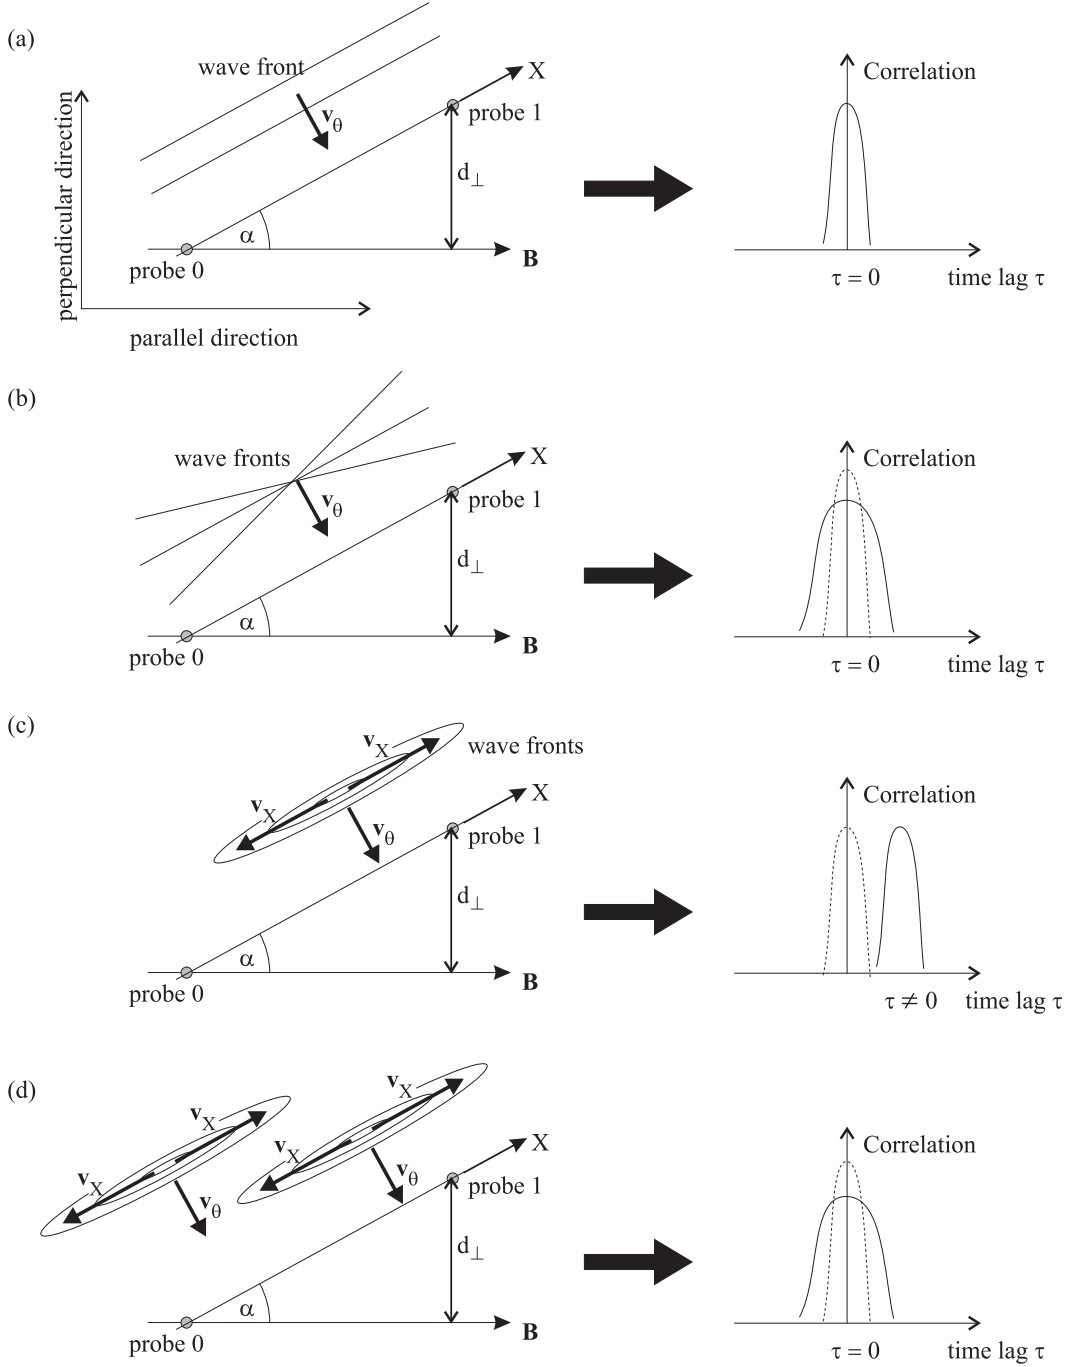 (a)
wave front
X
v_θ
probe 1
d_⊥
α
probe 0
B
perpendicular direction
parallel direction
Correlation
τ = 0
time lag τ
(b)
wave fronts
X
v_θ
probe 1
d_⊥
α
probe 0
B
Correlation
τ = 0
time lag τ
(c)
v_X
wave fronts
v_X
X
v_θ
probe 1
d_⊥
α
probe 0
B
Correlation
τ ≠ 0
time lag τ
(d)
v_X
v_X
v_X
v_X
X
v_θ
v_θ
probe 1
d_⊥
α
probe 0
B
Correlation
τ = 0
time lag τ